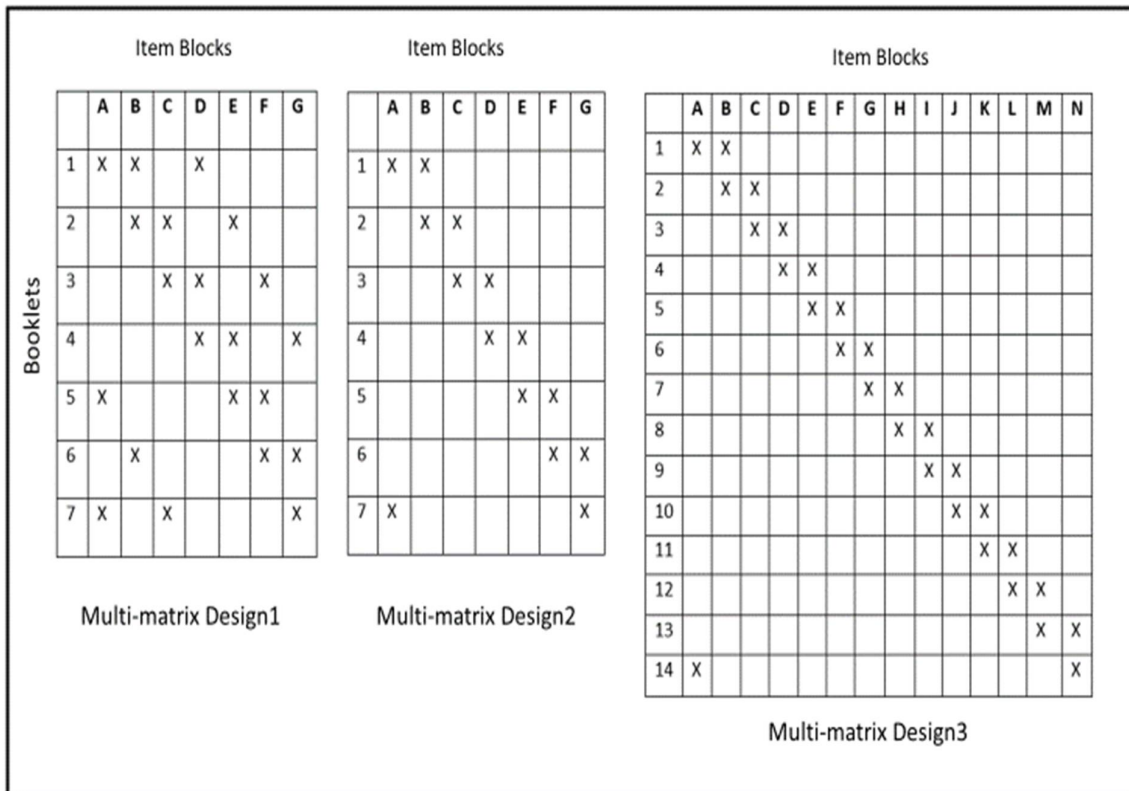 Item Blocks
A B C D E F G
1 X X X
2 X X X
3 X X X
4 X X X
5 X X X
6 X X X
7 X X X
Booklets
Multi-matrix Design1
Item Blocks
A B C D E F G
1 X X
2 X X
3 X X
4 X X
5 X X
6 X X
7 X X
Multi-matrix Design2
Item Blocks
A B C D E F G H I J K L M N
1 X X
2 X X
3 X X
4 X X
5 X X
6 X X
7 X X
8 X X
9 X X
10 X X
11 X X
12 X X
13 X X
14 X X
Multi-matrix Design3